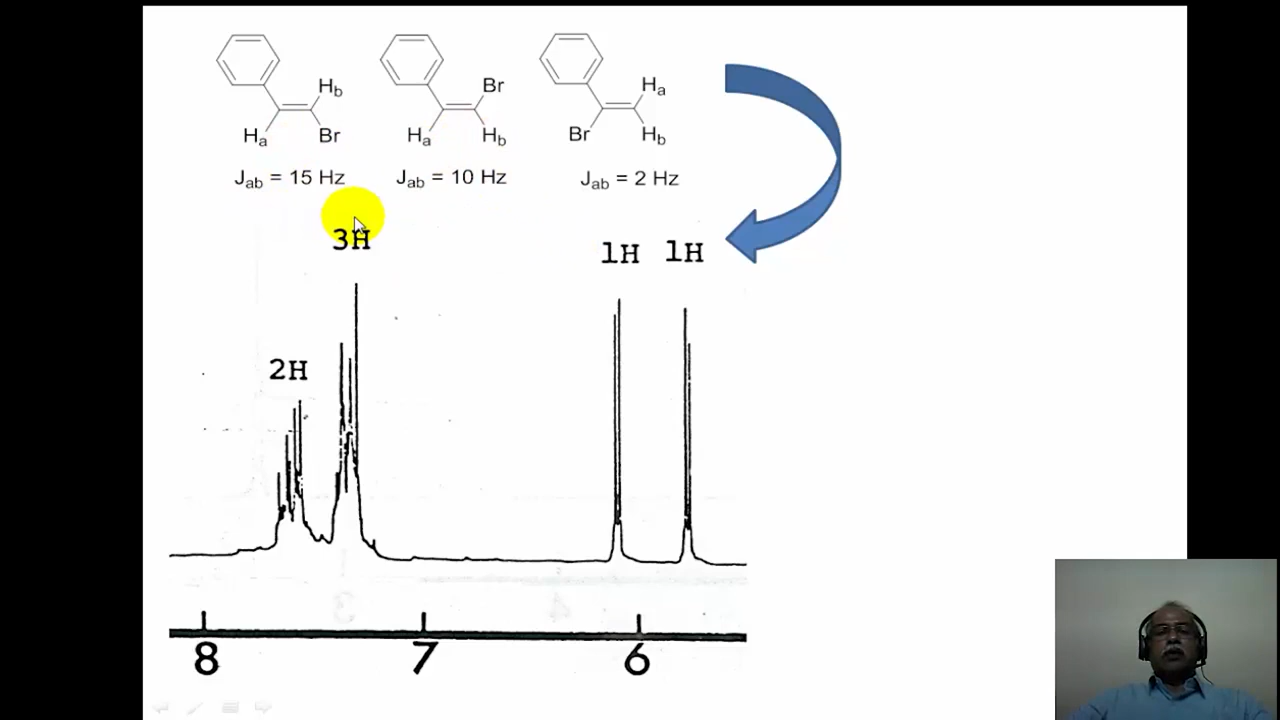 Hb Br Ha
Ha Br Ha Hb Br Hb
Jab = 15 Hz Jab = 10 Hz Jab = 2 Hz
3H 1H 1H
2H
8 7 6